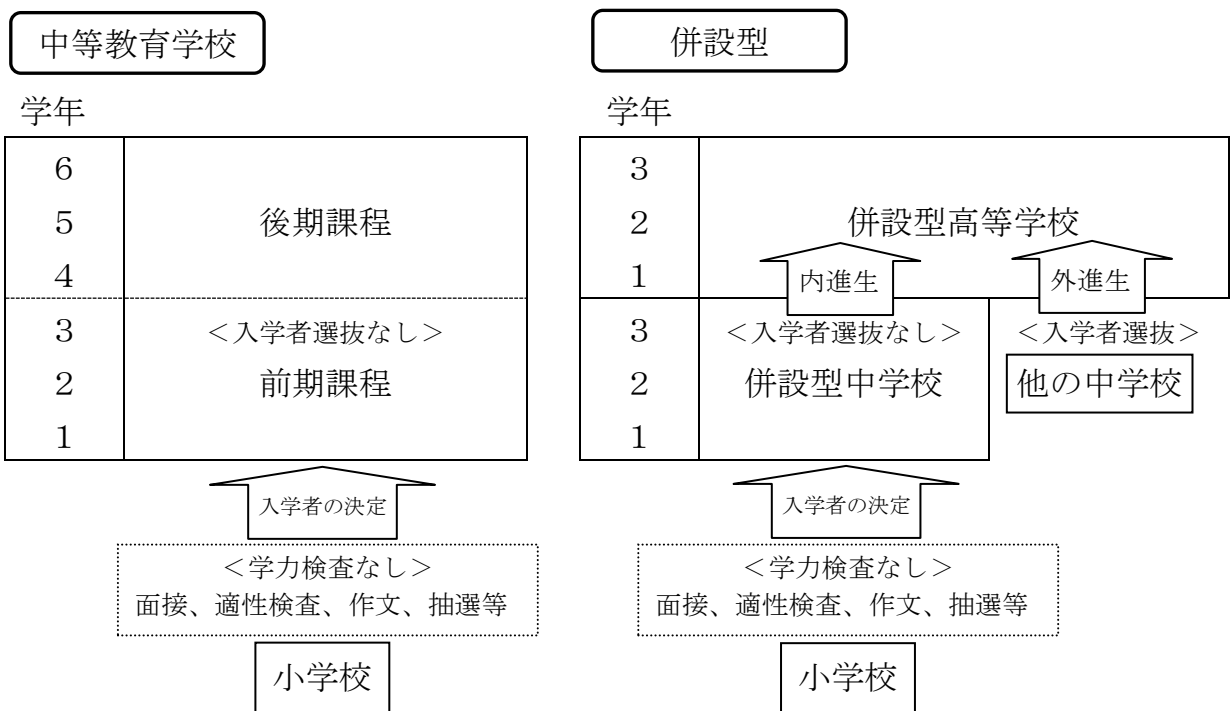 中等教育学校
学年
6
5
4
後期課程
3
2
1
＜入学者選抜なし＞
前期課程
入学者の決定
＜学力検査なし＞
面接、適性検査、作文、抽選等
小学校
併設型
学年
3
2
1
併設型高等学校
内進生
外進生
3
2
1
＜入学者選抜なし＞
併設型中学校
＜入学者選抜＞
他の中学校
入学者の決定
＜学力検査なし＞
面接、適性検査、作文、抽選等
小学校